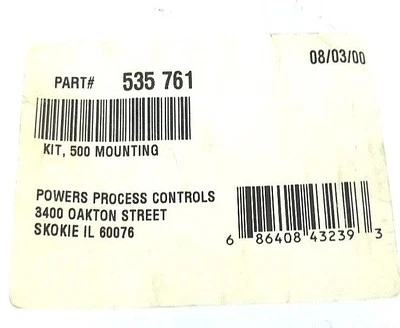 08/03/00
PART# 535 761
KIT, 500 MOUNTING
POWERS PROCESS CONTROLS
3400 OAKTON STREET
SKOKIE IL 60076
6 86408 43239 3